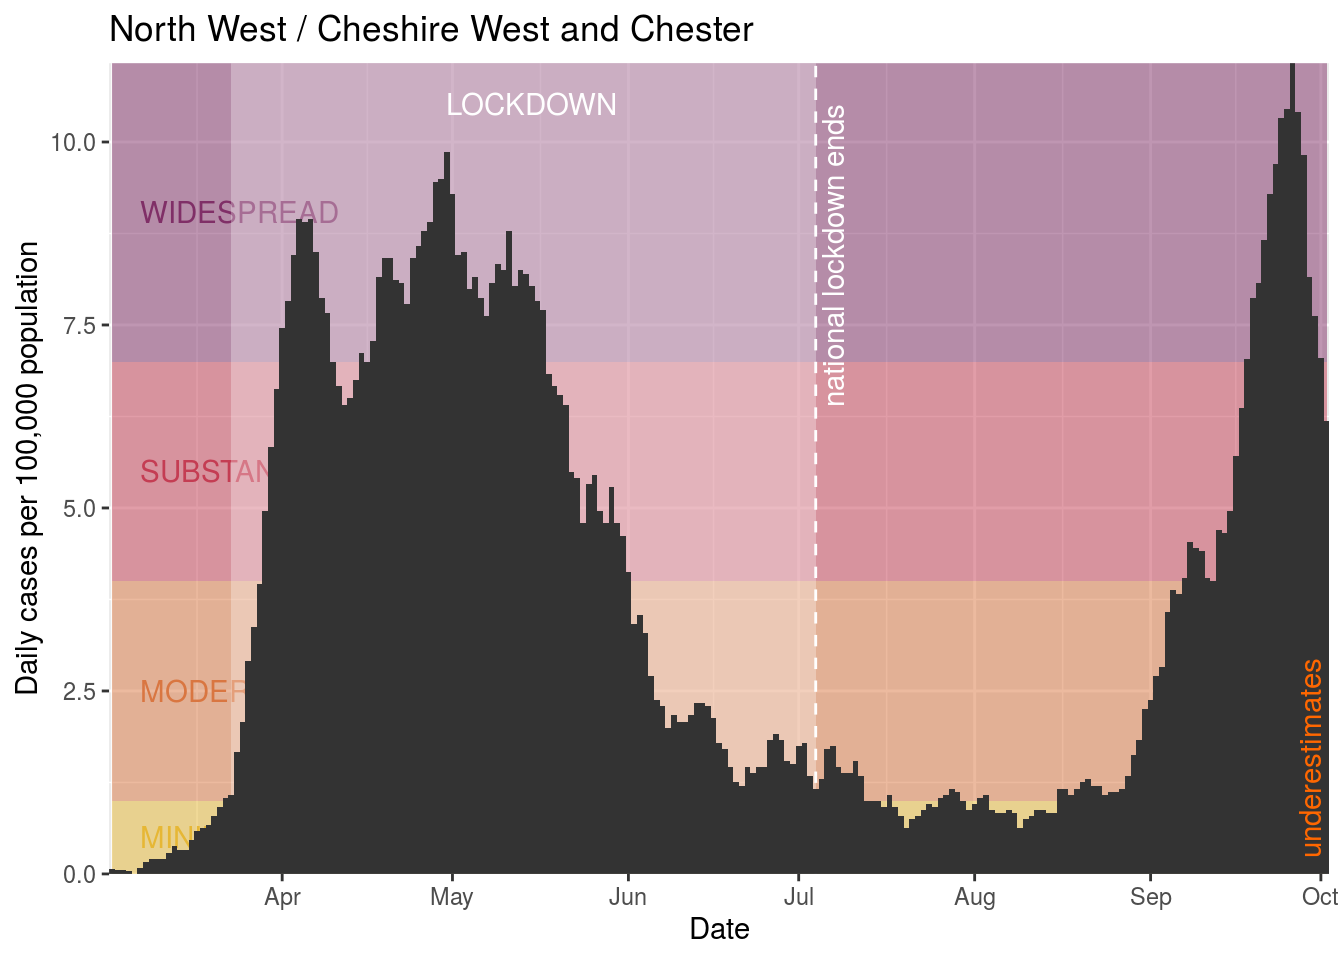 North West / Cheshire West and Chester
LOCKDOWN
national lockdown ends
WIDESPREAD
SUBSTAN
MODER
MIN
underestimates
Daily cases per 100,000 population
10.0
7.5
5.0
2.5
0.0
Apr May Jun Jul Aug Sep Oct
Date